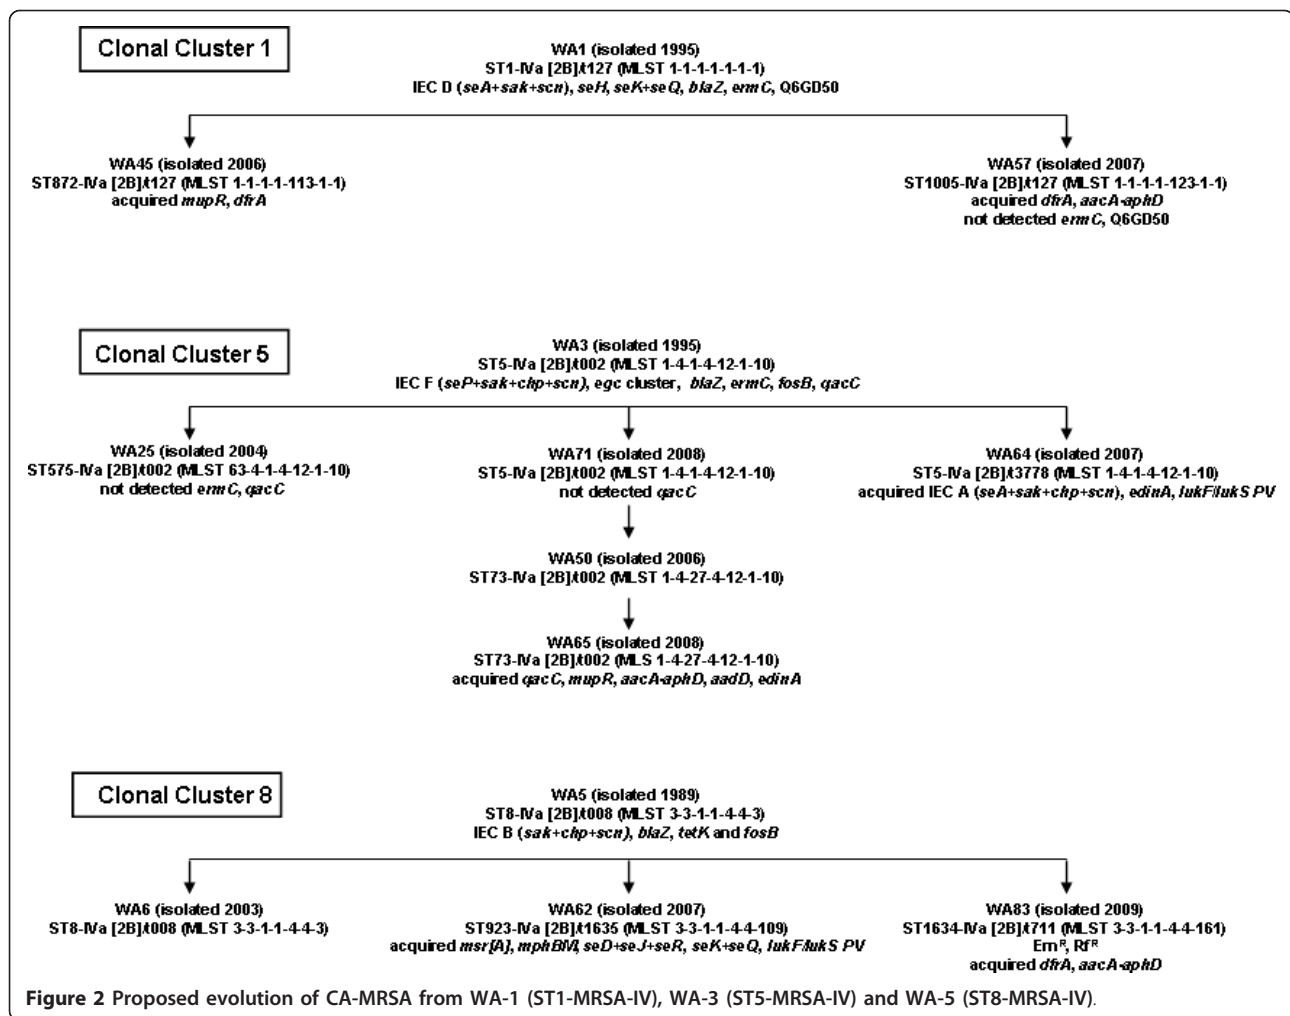 Clonal Cluster 1
WA1 (isolated 1995)
ST1-IVa [2B]/t127 (MLST 1-1-1-1-1-1-1)
IEC D (seA+sak+scn), seH, seK+seQ, blaZ, ermC, Q6GD50
WA45 (isolated 2006)
ST872-IVa [2B]/t127 (MLST 1-1-1-1-113-1-1)
acquired mupR, dfrA
WA57 (isolated 2007)
ST1005-IVa [2B]/t127 (MLST 1-1-1-1-123-1-1)
acquired dfrA, aacA-aphD
not detected ermC, Q6GD50
Clonal Cluster 5
WA3 (isolated 1995)
ST5-IVa [2B]/t002 (MLST 1-4-1-4-12-1-10)
IEC F (seP+sak+chp+scn), egc cluster, blaZ, ermC, fosB, qacC
WA25 (isolated 2004)
ST575-IVa [2B]/t002 (MLST 63-4-1-4-12-1-10)
not detected ermC, qacC
WA71 (isolated 2008)
ST5-IVa [2B]/t002 (MLST 1-4-1-4-12-1-10)
not detected qacC
WA64 (isolated 2007)
ST5-IVa [2B]/t3778 (MLST 1-4-1-4-12-1-10)
acquired IEC A (seA+sak+chp+scn), edinA, lukF/lukS PV
WA50 (isolated 2006)
ST73-IVa [2B]/t002 (MLST 1-4-27-4-12-1-10)
WA65 (isolated 2008)
ST73-IVa [2B]/t002 (MLS 1-4-27-4-12-1-10)
acquired qacC, mupR, aacA-aphD, aadD, edinA
Clonal Cluster 8
WA5 (isolated 1989)
ST8-IVa [2B]/t008 (MLST 3-3-1-1-4-4-3)
IEC B (sak+chp+scn), blaZ, tetK and fosB
WA6 (isolated 2003)
ST8-IVa [2B]/t008 (MLST 3-3-1-1-4-4-3)
WA62 (isolated 2007)
ST923-IVa [2B]/t1635 (MLST 3-3-1-1-4-4-109)
acquired msr[A], mphBM, seD+seJ+seR, seK+seQ, lukF/lukS PV
WA83 (isolated 2009)
ST1634-IVa [2B]/t711 (MLST 3-3-1-1-4-4-161)
Emᴿ, Rfᴿ
acquired dfrA, aacA-aphD
Figure 2 Proposed evolution of CA-MRSA from WA-1 (ST1-MRSA-IV), WA-3 (ST5-MRSA-IV) and WA-5 (ST8-MRSA-IV).